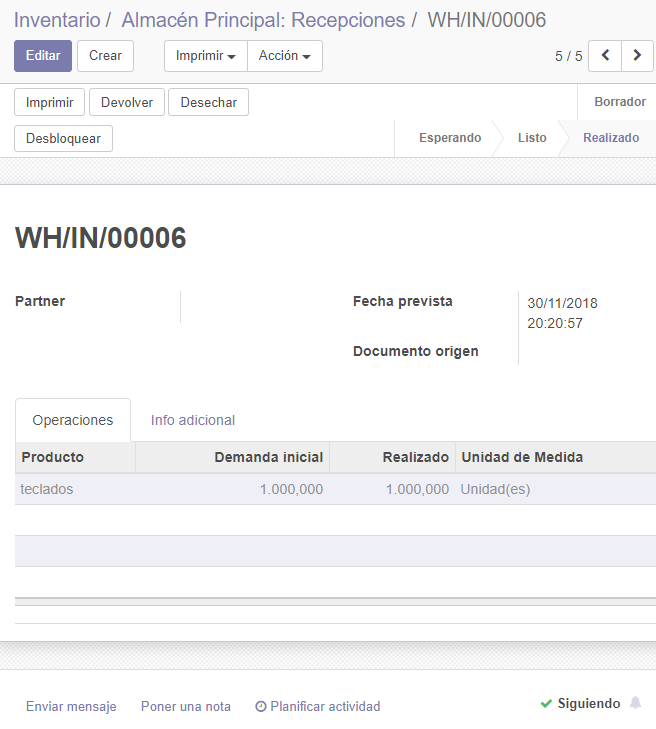 Inventario / Almacén Principal: Recepciones / WH/IN/00006
Editar Crear Imprimir Acción 5 / 5
Imprimir Devolver Desechar Borrador
Desbloquear Esperando Listo Realizado
WH/IN/00006
Partner Fecha prevista 30/11/2018
20:20:57
Documento origen
Operaciones Info adicional
Producto Demanda inicial Realizado Unidad de Medida
teclados 1.000,000 1.000,000 Unidad(es)
Enviar mensaje Poner una nota Planificar actividad Siguiendo